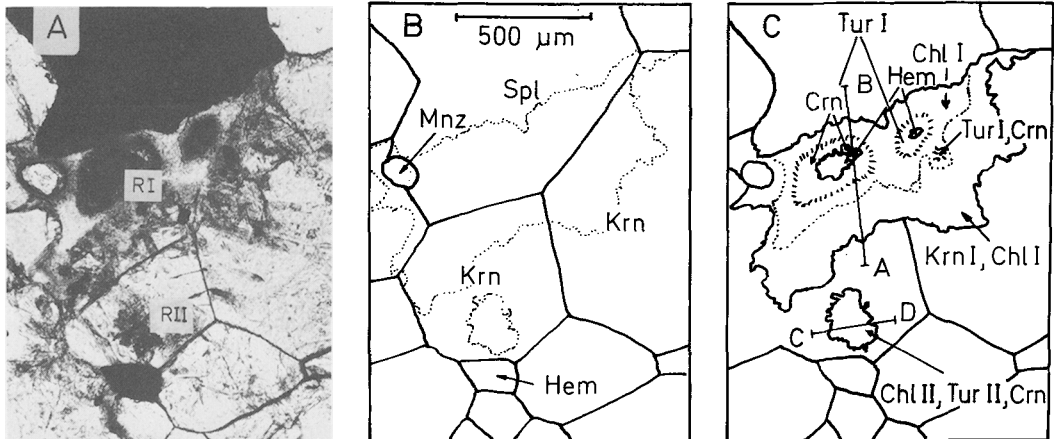 A
RI
RII
B
500 µm
Spl
Mnz
Krn
Krn
Hem
C
Tur I
Chl I
Hem
B
Crn
Tur I, Crn
Krn I, Chl I
A
D
C
Chl II, Tur II, Crn